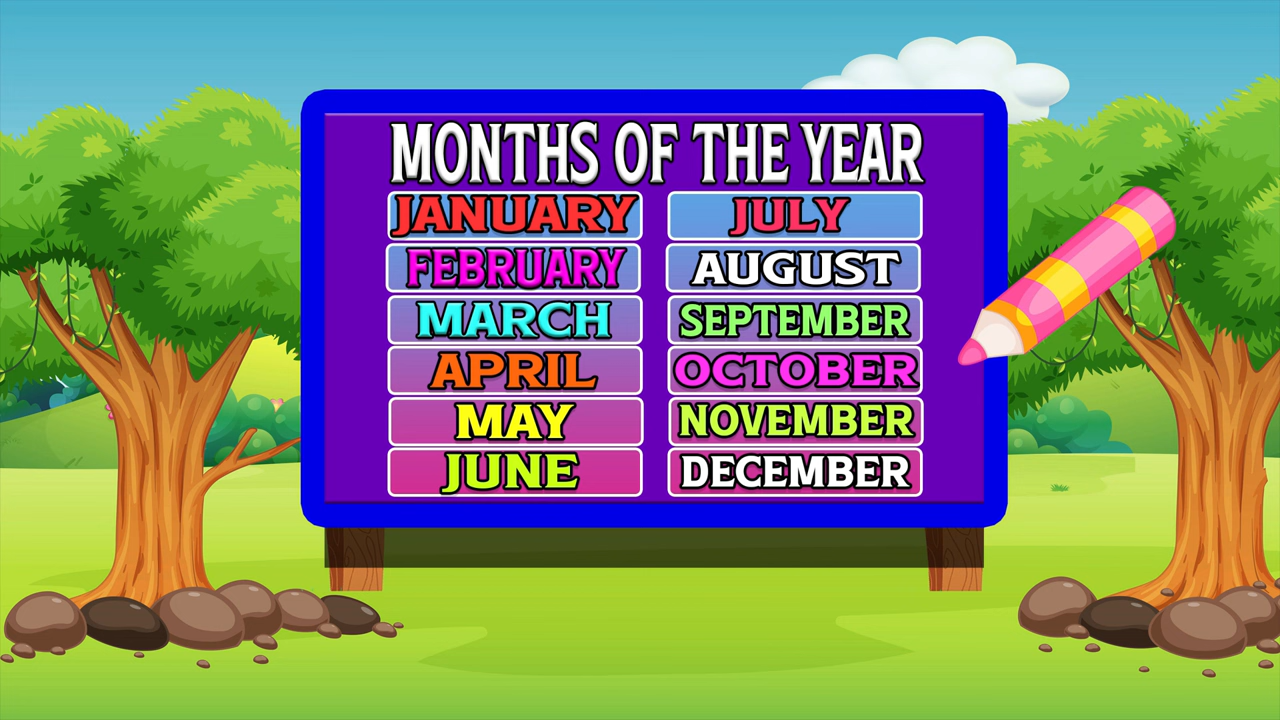 MONTHS OF THE YEAR
JANUARY
FEBRUARY
MARCH
APRIL
MAY
JUNE
JULY
AUGUST
SEPTEMBER
OCTOBER
NOVEMBER
DECEMBER